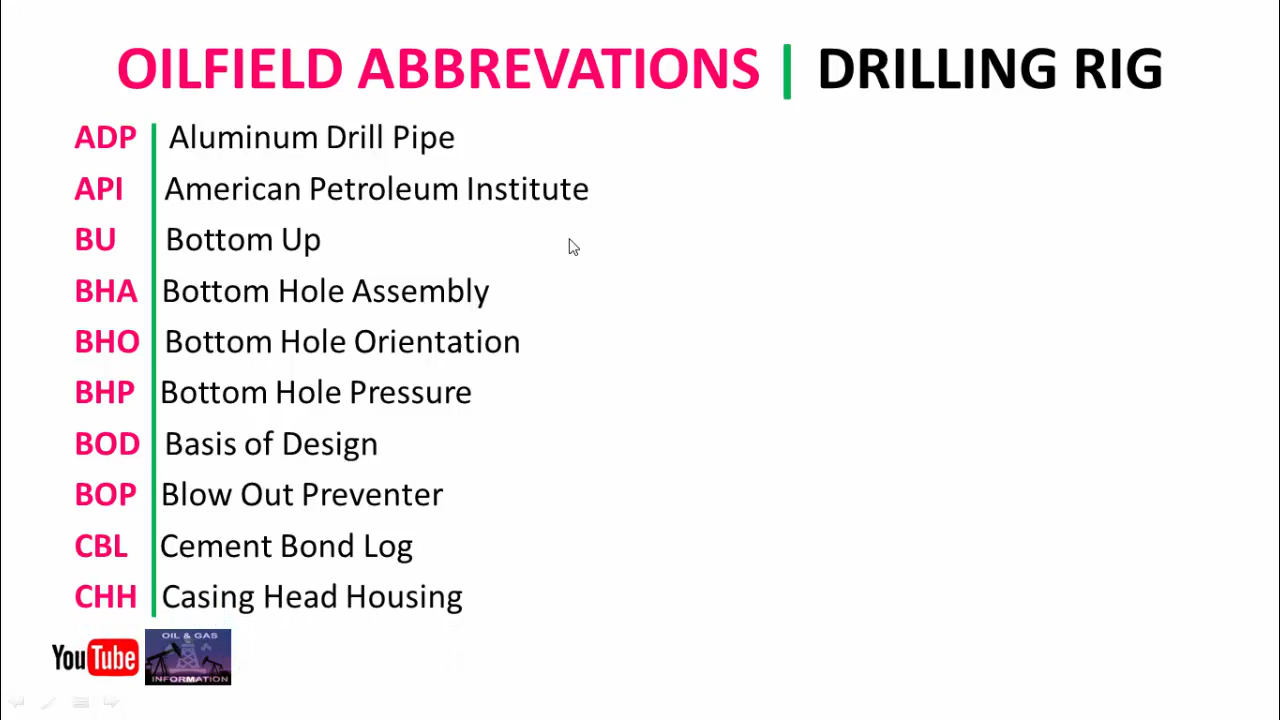 OILFIELD ABBREVATIONS | DRILLING RIG
ADP Aluminum Drill Pipe
API American Petroleum Institute
BU Bottom Up
BHA Bottom Hole Assembly
BHO Bottom Hole Orientation
BHP Bottom Hole Pressure
BOD Basis of Design
BOP Blow Out Preventer
CBL Cement Bond Log
CHH Casing Head Housing
YouTube
OIL & GAS
INFORMATION